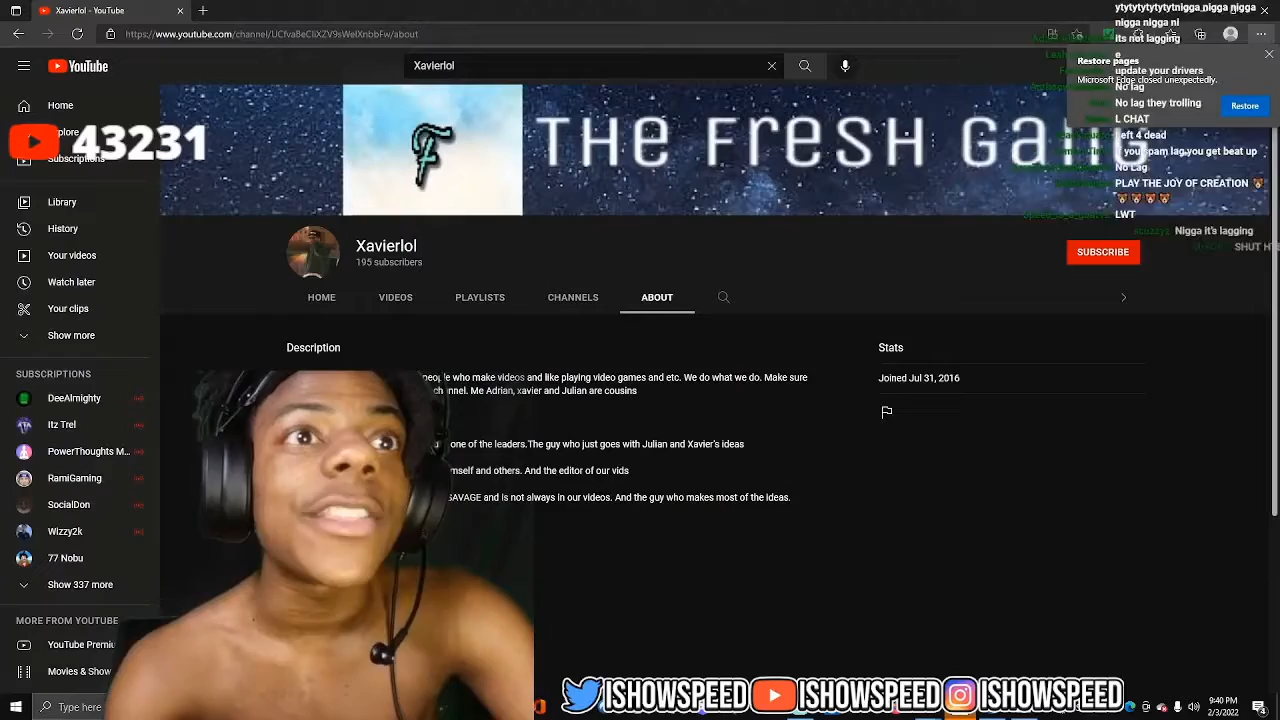 Xavierlol
ytytytytytytnigga_nigga nigga
nigga nigga ni
https://www.youtube.com/channel/UCfvaBeCIiXZV9sWelXnbbFw/about
its not lagging
e
Restore pages
update your drivers
Microsoft Edge closed unexpectedly.
No lag
No lag they trolling
Restore
L CHAT
left 4 dead
you spam lag you get beat up
No Lag
PLAY THE JOY OF CREATION
LWT
scuzzyz Nigga it's lagging
SHUT
YouTube
Xavierlol
Home
43231
Subscriptions
Library
History
Your videos
Watch later
Your clips
Show more
SUBSCRIPTIONS
DeeAlmighty
Itz Trel
PowerThoughts M...
RamiGaming
SocialDon
Wizzy2k
77 Nobu
Show 337 more
MORE FROM YOUTUBE
YouTube Premiu
Movies & Show
THE FresH Ga
Xavierlol
195 subscribers
SUBSCRIBE
HOME VIDEOS PLAYLISTS CHANNELS ABOUT
Description
people who make videos and like playing video games and etc. We do what we do. Make sure
channel. Me Adrian, xavier and Julian are cousins
one of the leaders.The guy who just goes with Julian and Xavier's ideas
mself and others. And the editor of our vids
SAVAGE and Is not always in our videos. And the guy who makes most of the ideas.
Stats
Joined Jul 31, 2016
ISHOWSPEED ISHOWSPEED ISHOWSPEED
Type here
9:40 PM
2/3/2022